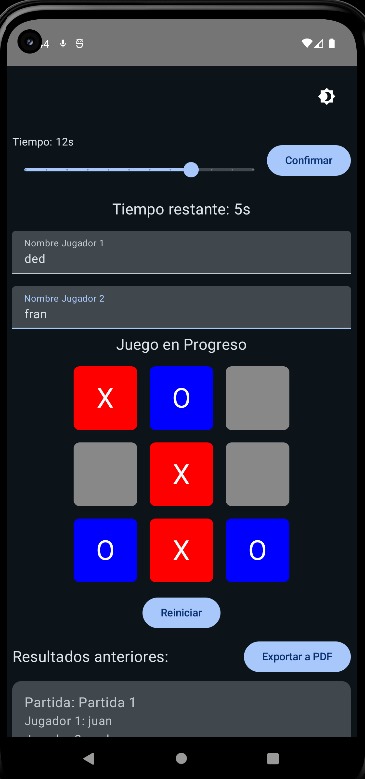 Tiempo: 12s
Confirmar
Tiempo restante: 5s
Nombre Jugador 1
ded
Nombre Jugador 2
fran
Juego en Progreso
X O
X
O X O
Reiniciar
Resultados anteriores:
Exportar a PDF
Partida: Partida 1
Jugador 1: juan